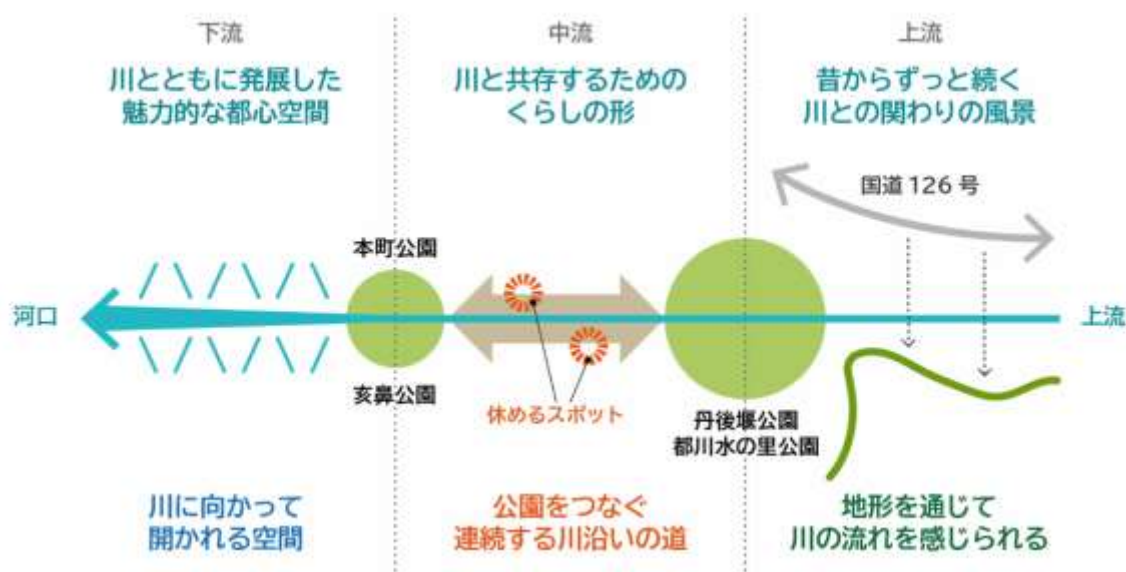 下流
中流
上流
川とともに発展した
魅力的な都心空間
川と共存するための
くらしの形
昔からずっと続く
川との関わりの風景
国道 126 号
本町公園
河口
上流
亥鼻公園
休めるスポット
丹後堰公園
都川水の里公園
川に向かって
開かれる空間
公園をつなぐ
連続する川沿いの道
地形を通じて
川の流れを感じられる